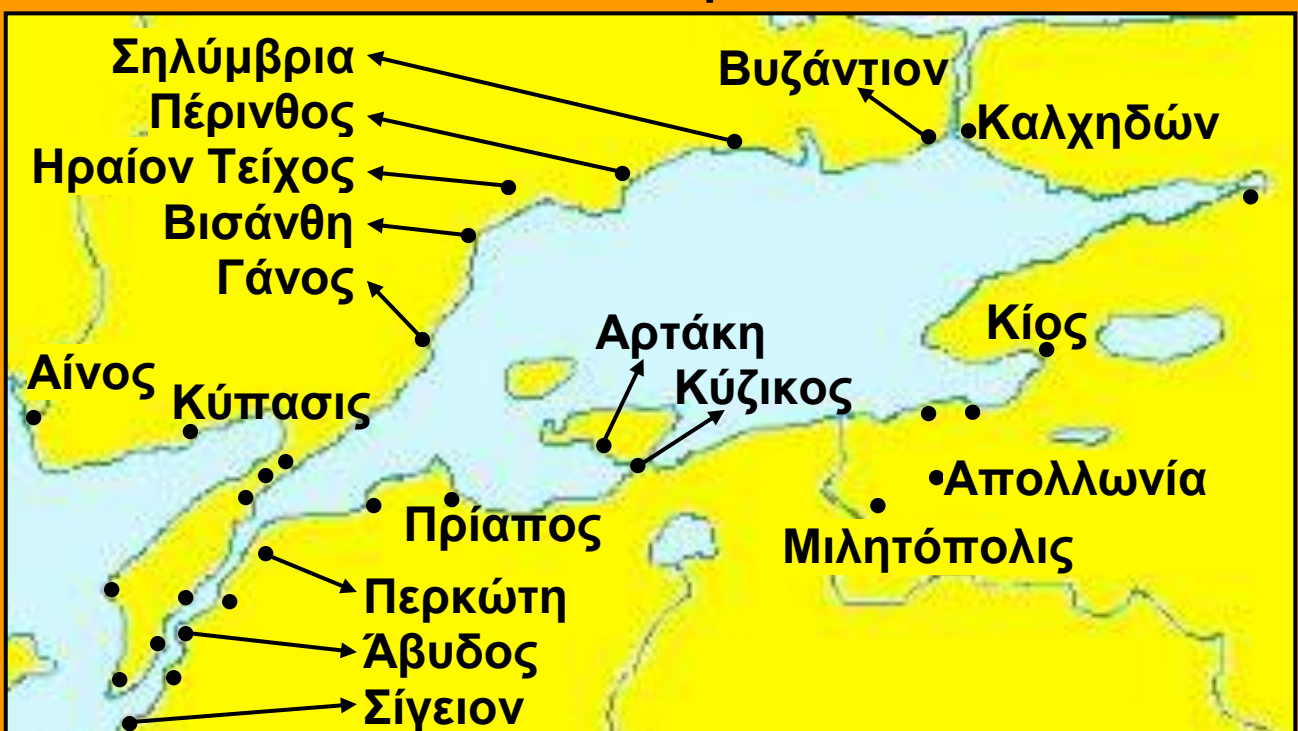 Σηλύμβρια
Βυζάντιον
Πέρινθος
Καλχηδών
Ηραίον Τείχος
Βισάνθη
Γάνος
Αρτάκη
Κίος
Αίνος
Κύπασις
Κύζικος
Απολλωνία
Πρίαπος
Μιλητόπολις
Περκώτη
Άβυδος
Σίγειον